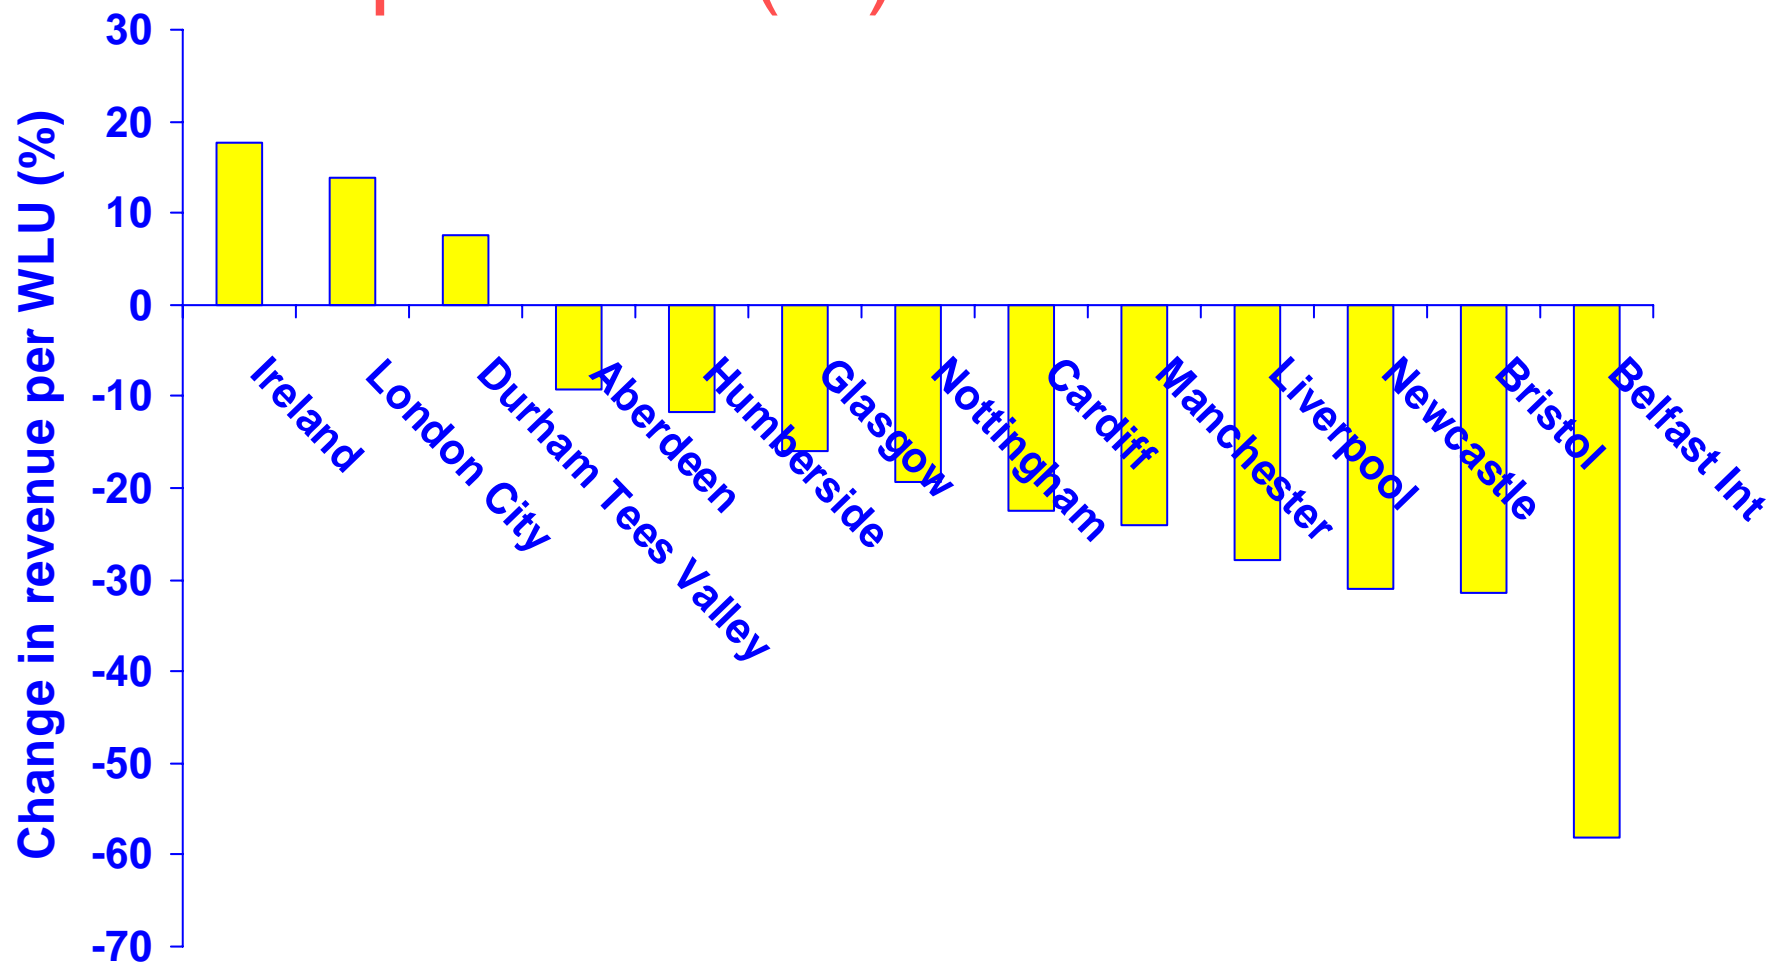 Change in revenue per WLU (%)
30
20
10
0
-10
-20
-30
-40
-50
-60
-70
Ireland
London City
Durham Tees Valley
Aberdeen
Humberside
Glasgow
Nottingham
Cardiff
Manchester
Liverpool
Newcastle
Bristol
Belfast Int